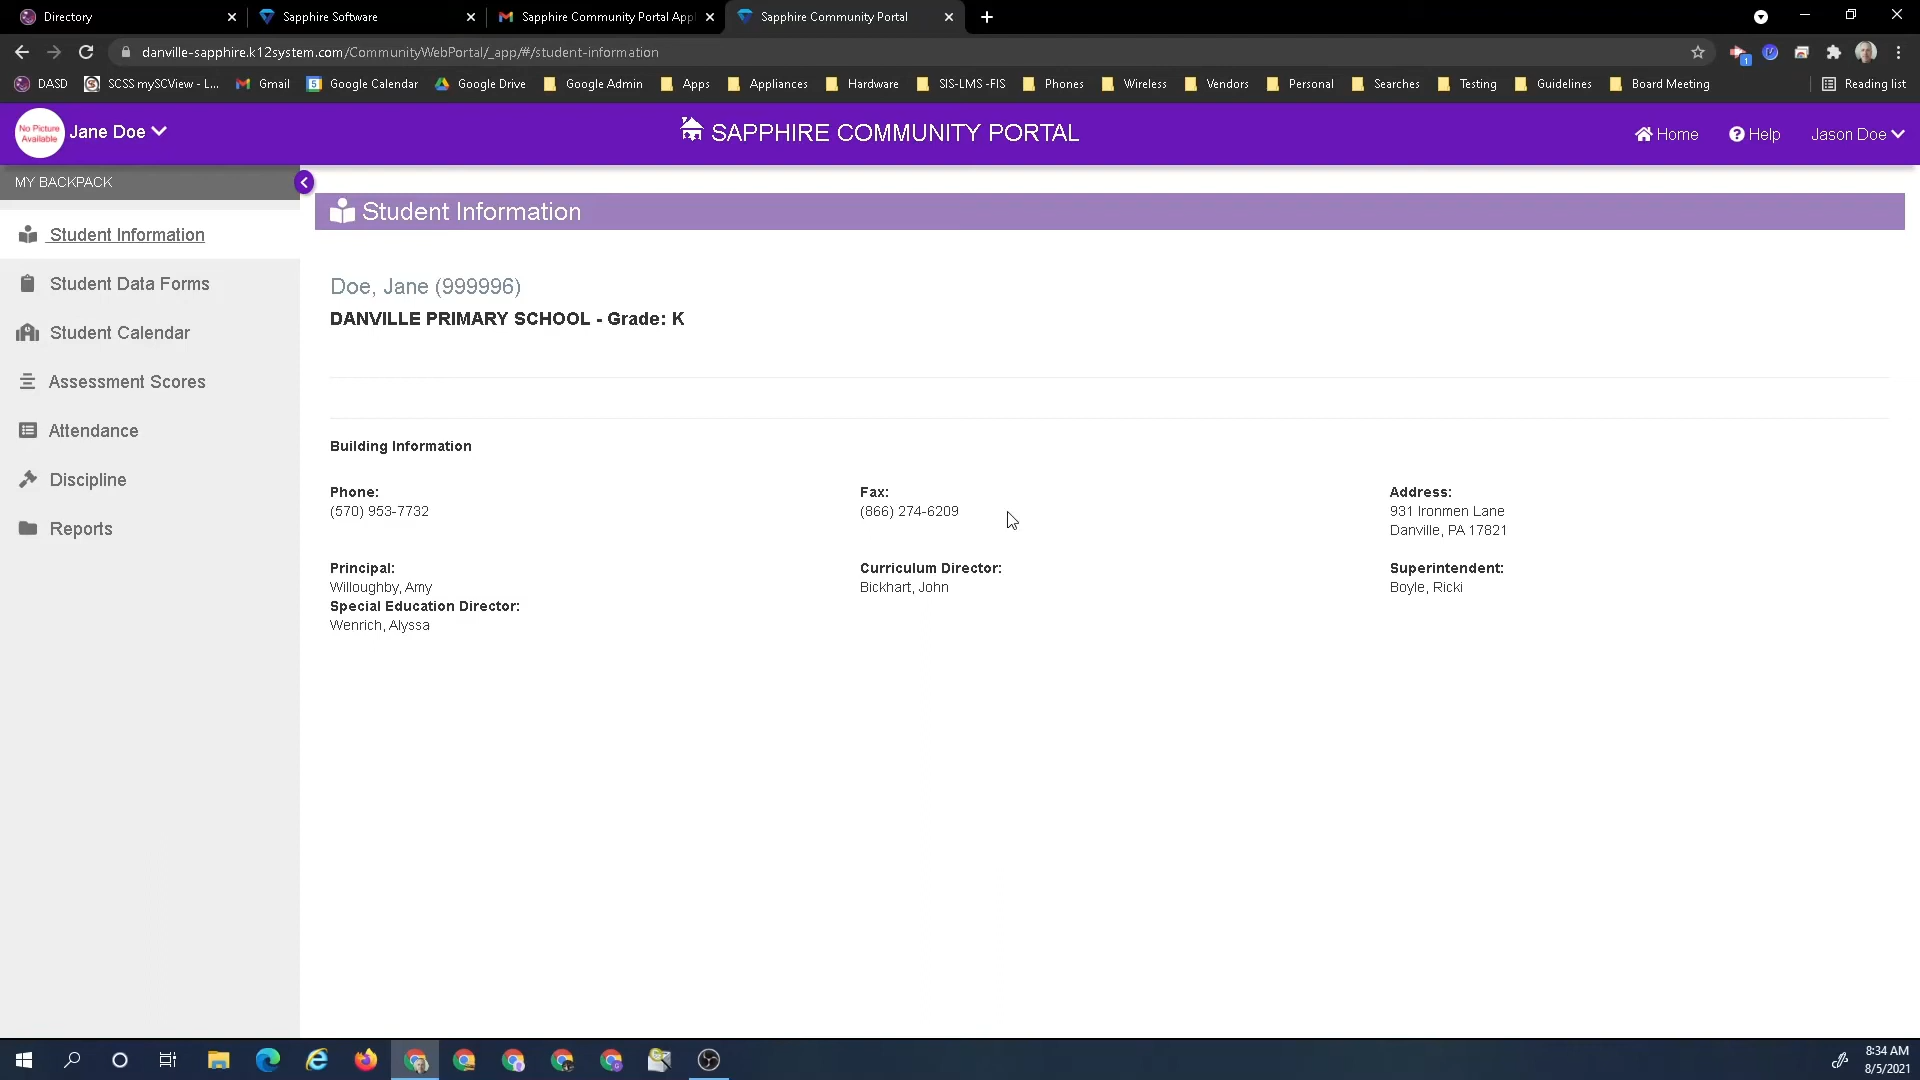 Directory
Sapphire Software
Sapphire Community Portal App
Sapphire Community Portal
danville-sapphire.k12system.com/CommunityWebPortal/_app/#/student-information
1
DASD
SCSS mySCView - L...
Gmail
5
Google Calendar
Google Drive
Google Admin
Apps
Appliances
Hardware
SIS-LMS -FIS
Phones
Wireless
Vendors
Personal
Searches
Testing
Guidelines
Board Meeting
Reading list
No Picture
Available
Jane Doe
SAPPHIRE COMMUNITY PORTAL
Home
Help
Jason Doe
MY BACKPACK
Student Information
Student Data Forms
Student Calendar
Assessment Scores
Attendance
Discipline
Reports
Student Information
Doe, Jane (999996)
DANVILLE PRIMARY SCHOOL - Grade: K
Building Information
Phone:
(570) 953-7732
Fax:
(866) 274-6209
Address:
931 Ironmen Lane
Danville, PA 17821
Principal:
Willoughby, Amy
Curriculum Director:
Bickhart, John
Superintendent:
Boyle, Ricki
Special Education Director:
Wenrich, Alyssa
8:34 AM
8/5/2021